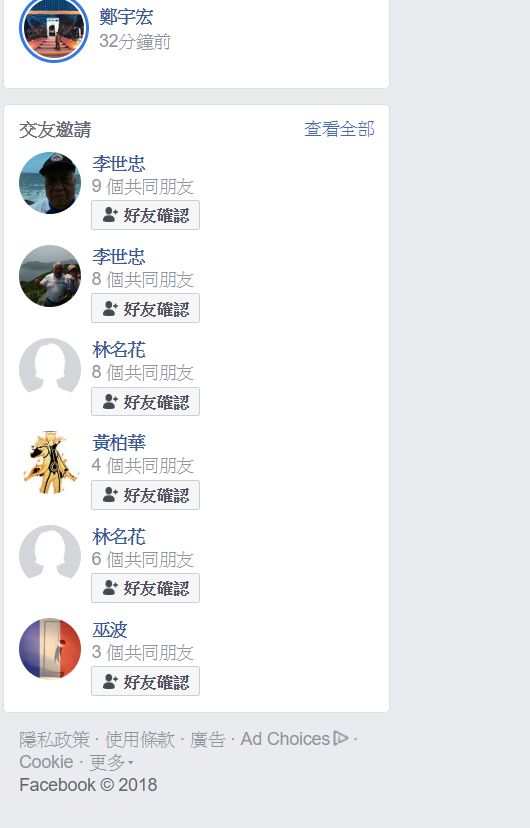 鄭宇宏
32分鐘前
交友邀請 查看全部
李世忠
9 個共同朋友
好友確認
李世忠
8 個共同朋友
好友確認
林名花
8 個共同朋友
好友確認
黃柏華
4 個共同朋友
好友確認
林名花
6 個共同朋友
好友確認
巫波
3 個共同朋友
好友確認
隱私政策 · 使用條款 · 廣告 · Ad Choices ·
Cookie · 更多
Facebook © 2018